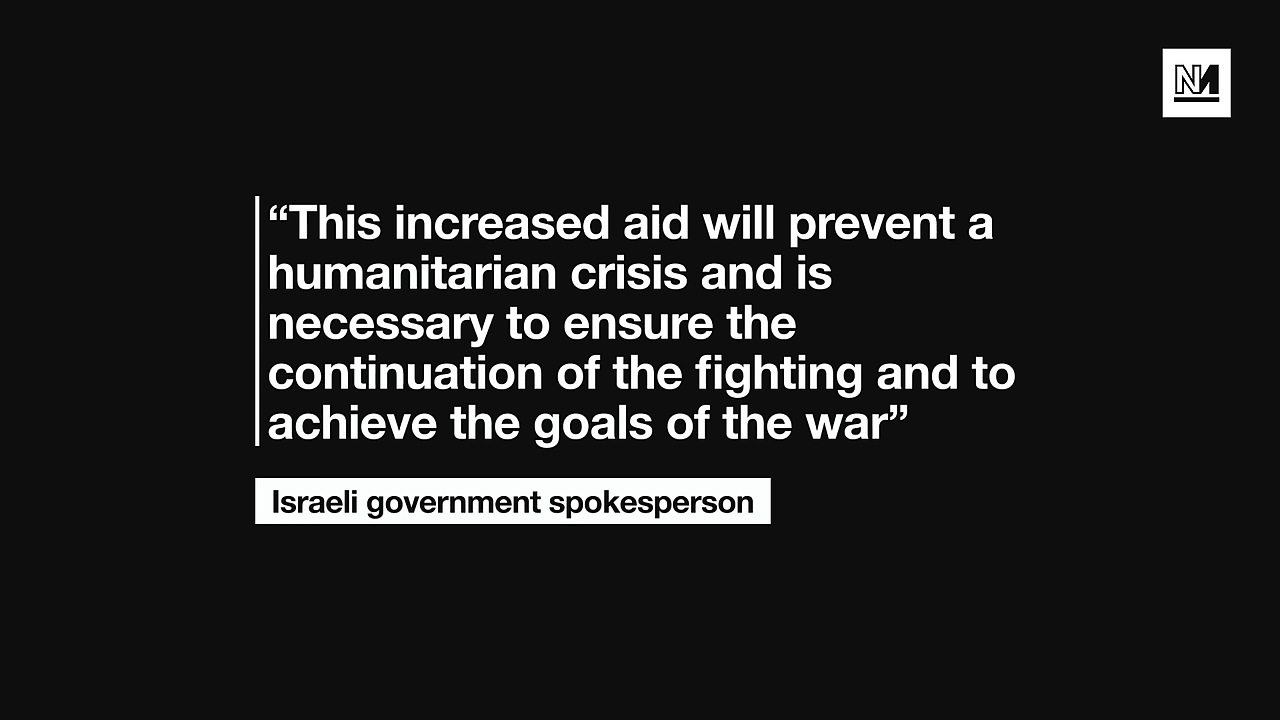 NM
“This increased aid will prevent a
humanitarian crisis and is
necessary to ensure the
continuation of the fighting and to
achieve the goals of the war”
Israeli government spokesperson